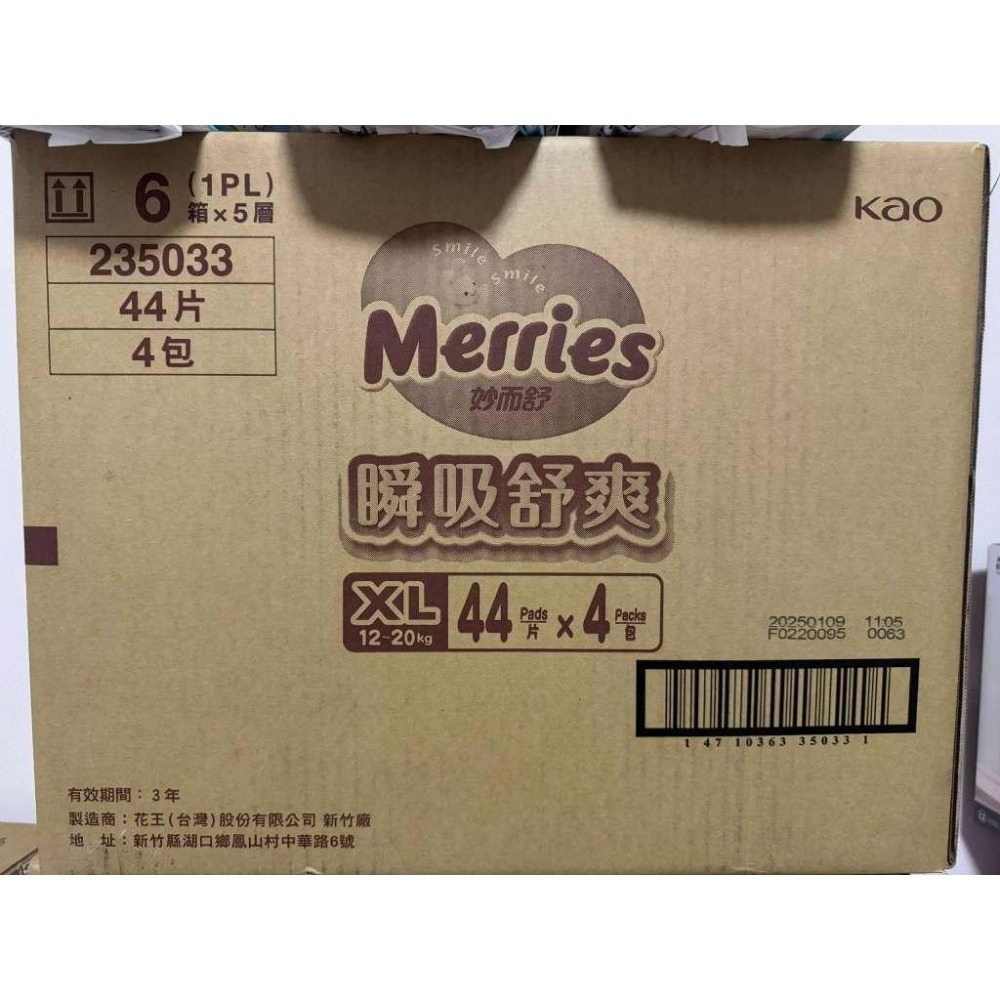 6 (1PL)
箱×5層
235033
44片
4包
Kao
Smile Smile
Merries
妙而舒
瞬吸舒爽
XL 44 Pads 片 x 4 Packs 包
12~20kg
20250109 11:05
F0220095 0063
1 47 10363 35033 1
有效期間：3年
製造商：花王(台灣)股份有限公司 新竹廠
地 址：新竹縣湖口鄉鳳山村中華路6號